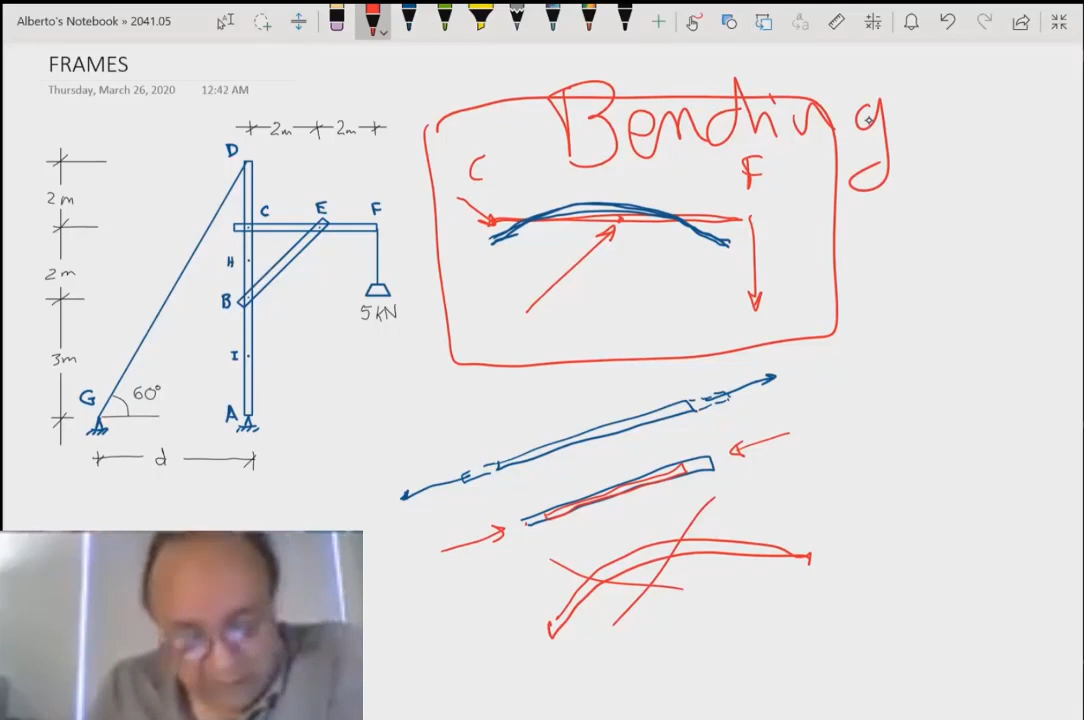 Alberto's Notebook » 2041.05
FRAMES
Thursday, March 26, 2020 12:42 AM
2m 2m
D
2 m
C E F
2 m
H
B
5 KN
3m
I
G 60°
A
d
Bending
C F